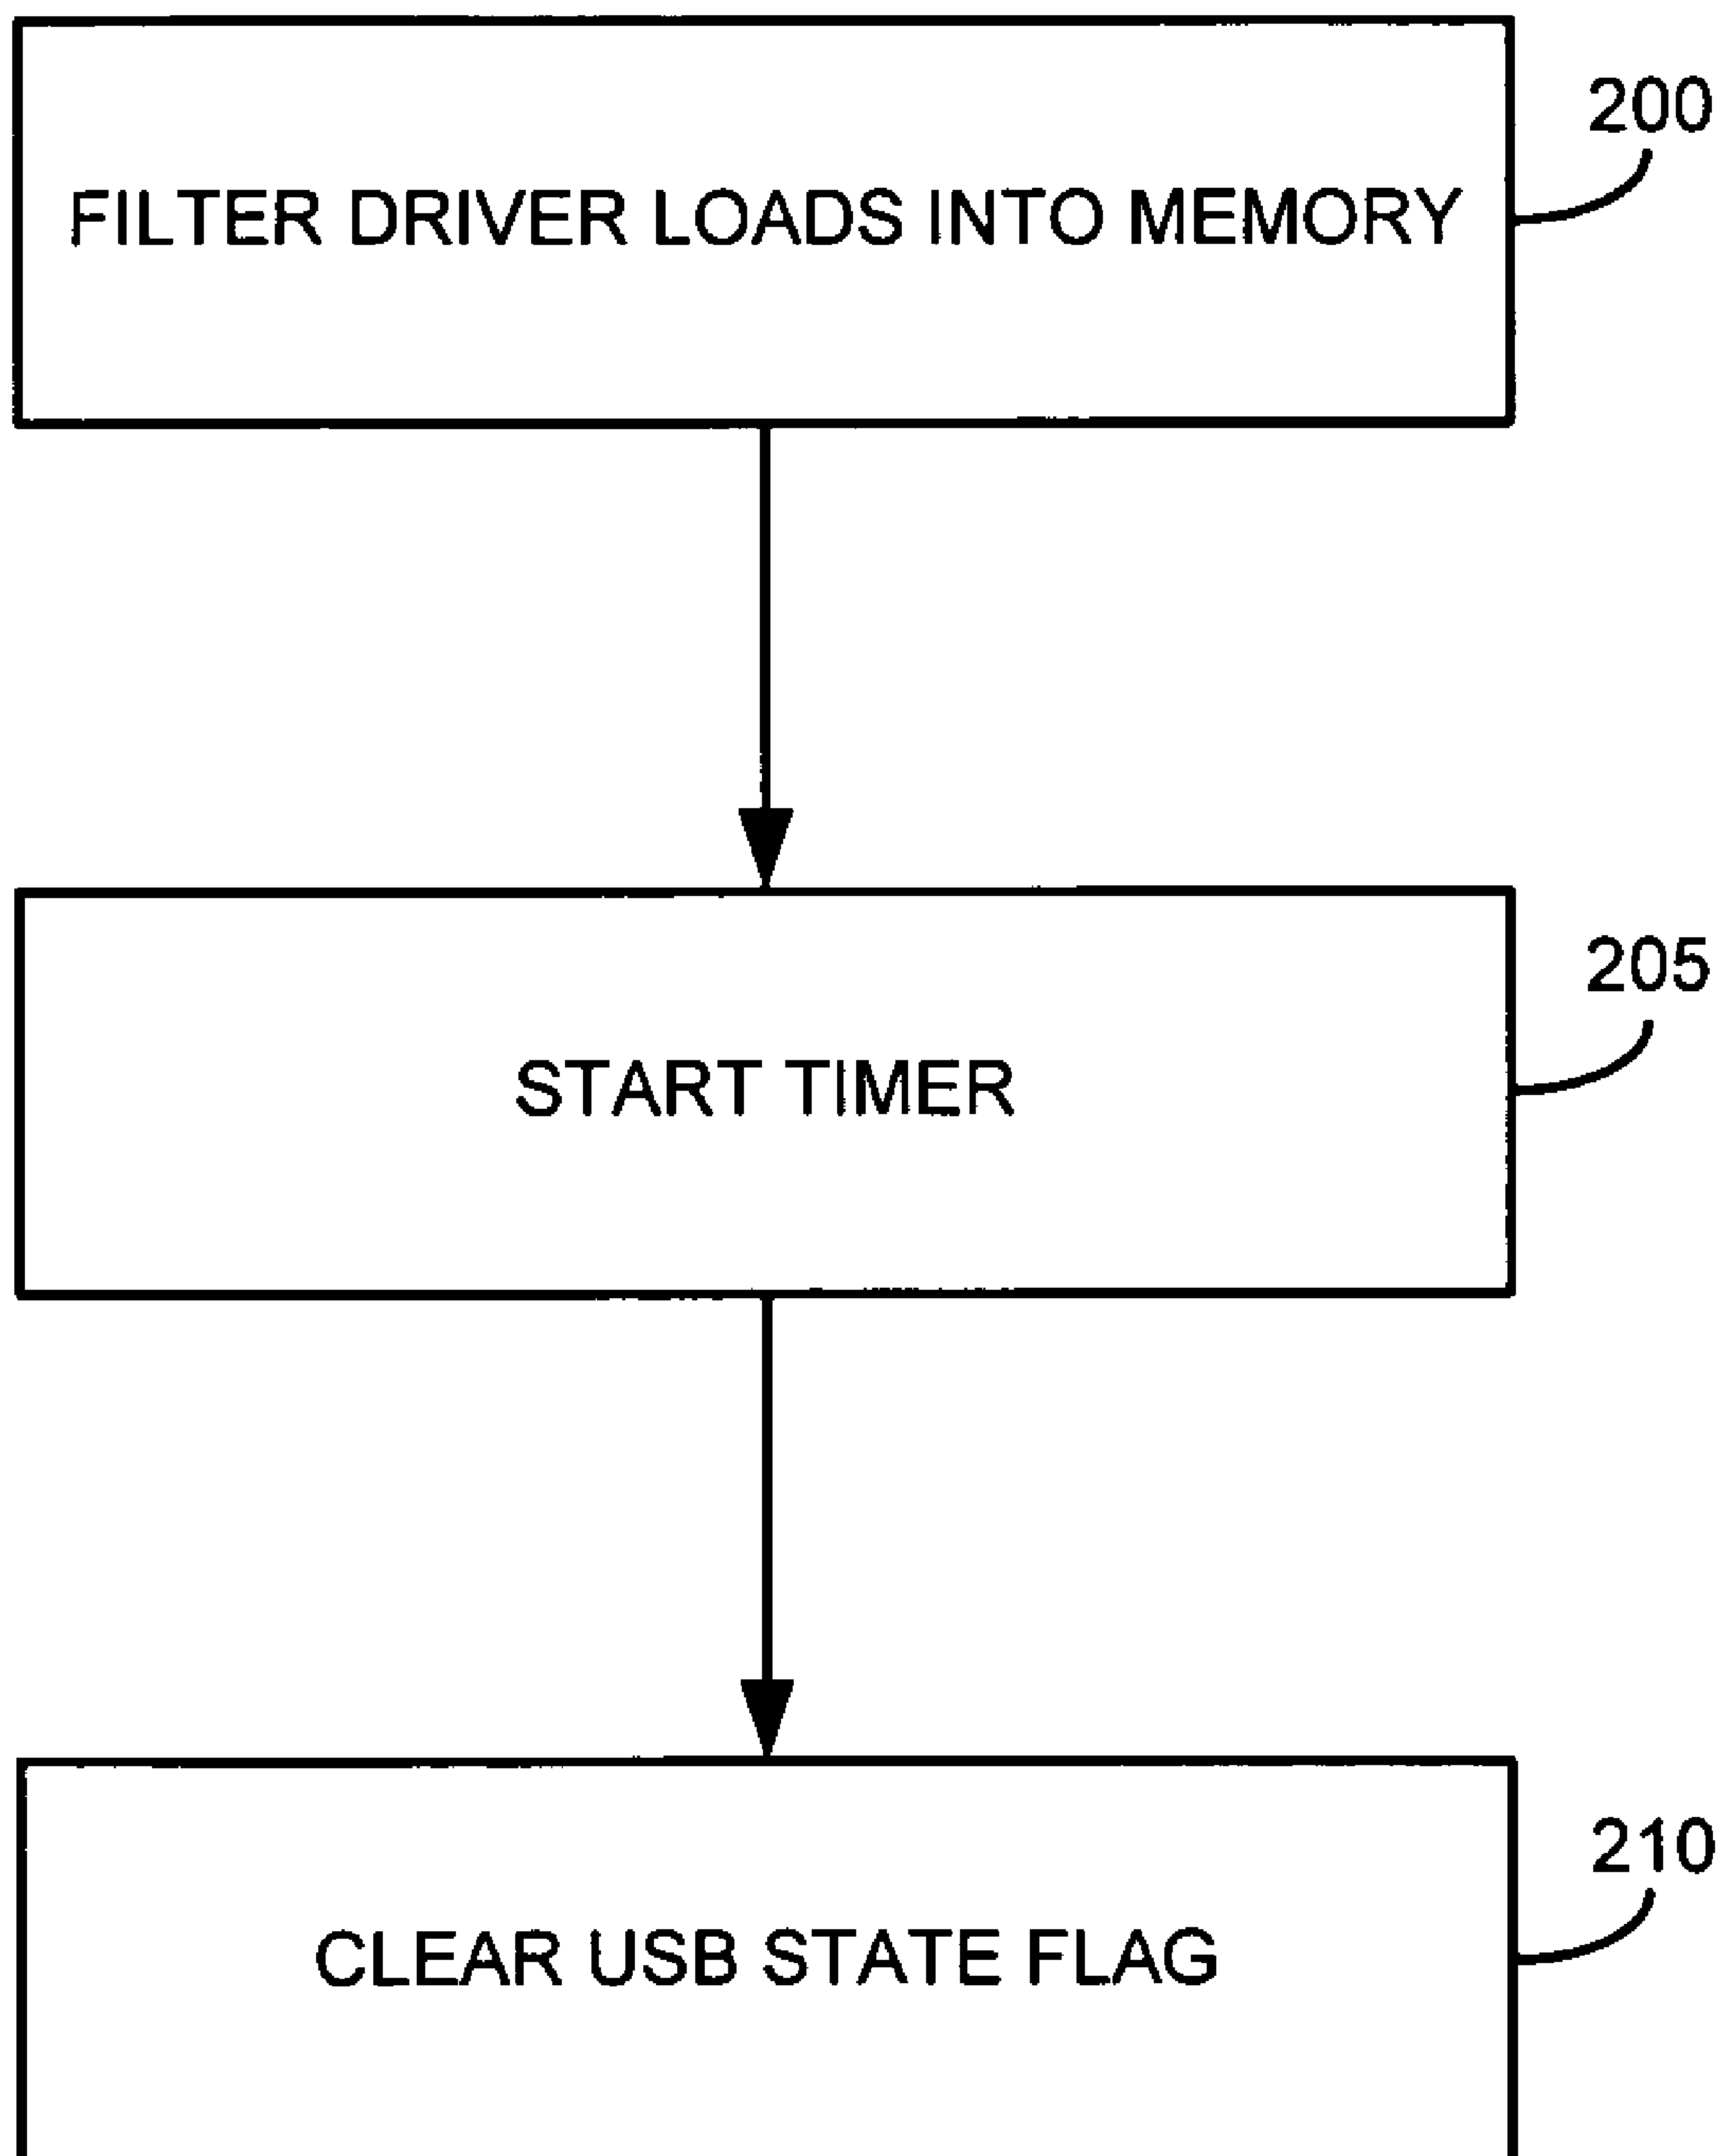 200
FILTER DRIVER LOADS INTO MEMORY
205
START TIMER
210
CLEAR USB STATE FLAG